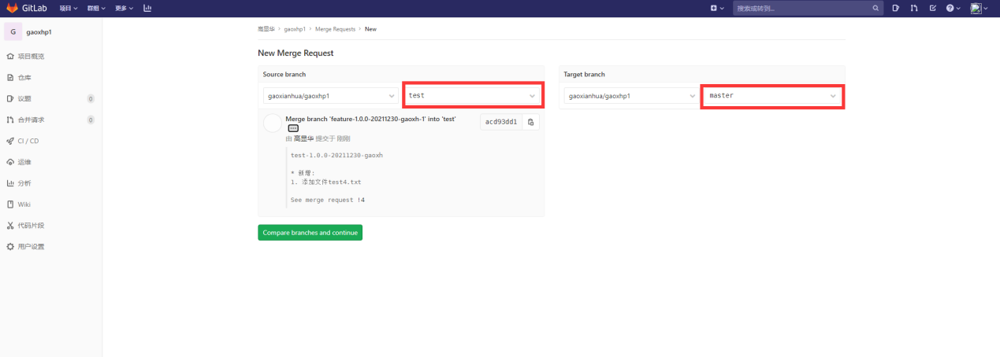 GitLab 项目 群组 更多 搜索或转到...
G gaoxhp1
项目概览
仓库
议题 0
合并请求 0
CI / CD
运维
分析
Wiki
代码片段
用户设置
高显华 > gaoxhp1 > Merge Requests > New
New Merge Request
Source branch
gaoxianhua/gaoxhp1 test
Merge branch 'feature-1.0.0-20211230-gaoxh-1' into 'test' acd93dd1
由 高显华 提交于 刚刚
test-1.0.0-20211230-gaoxh
* 新增:
1. 添加文件test4.txt
See merge request !4
Target branch
gaoxianhua/gaoxhp1 master
Compare branches and continue